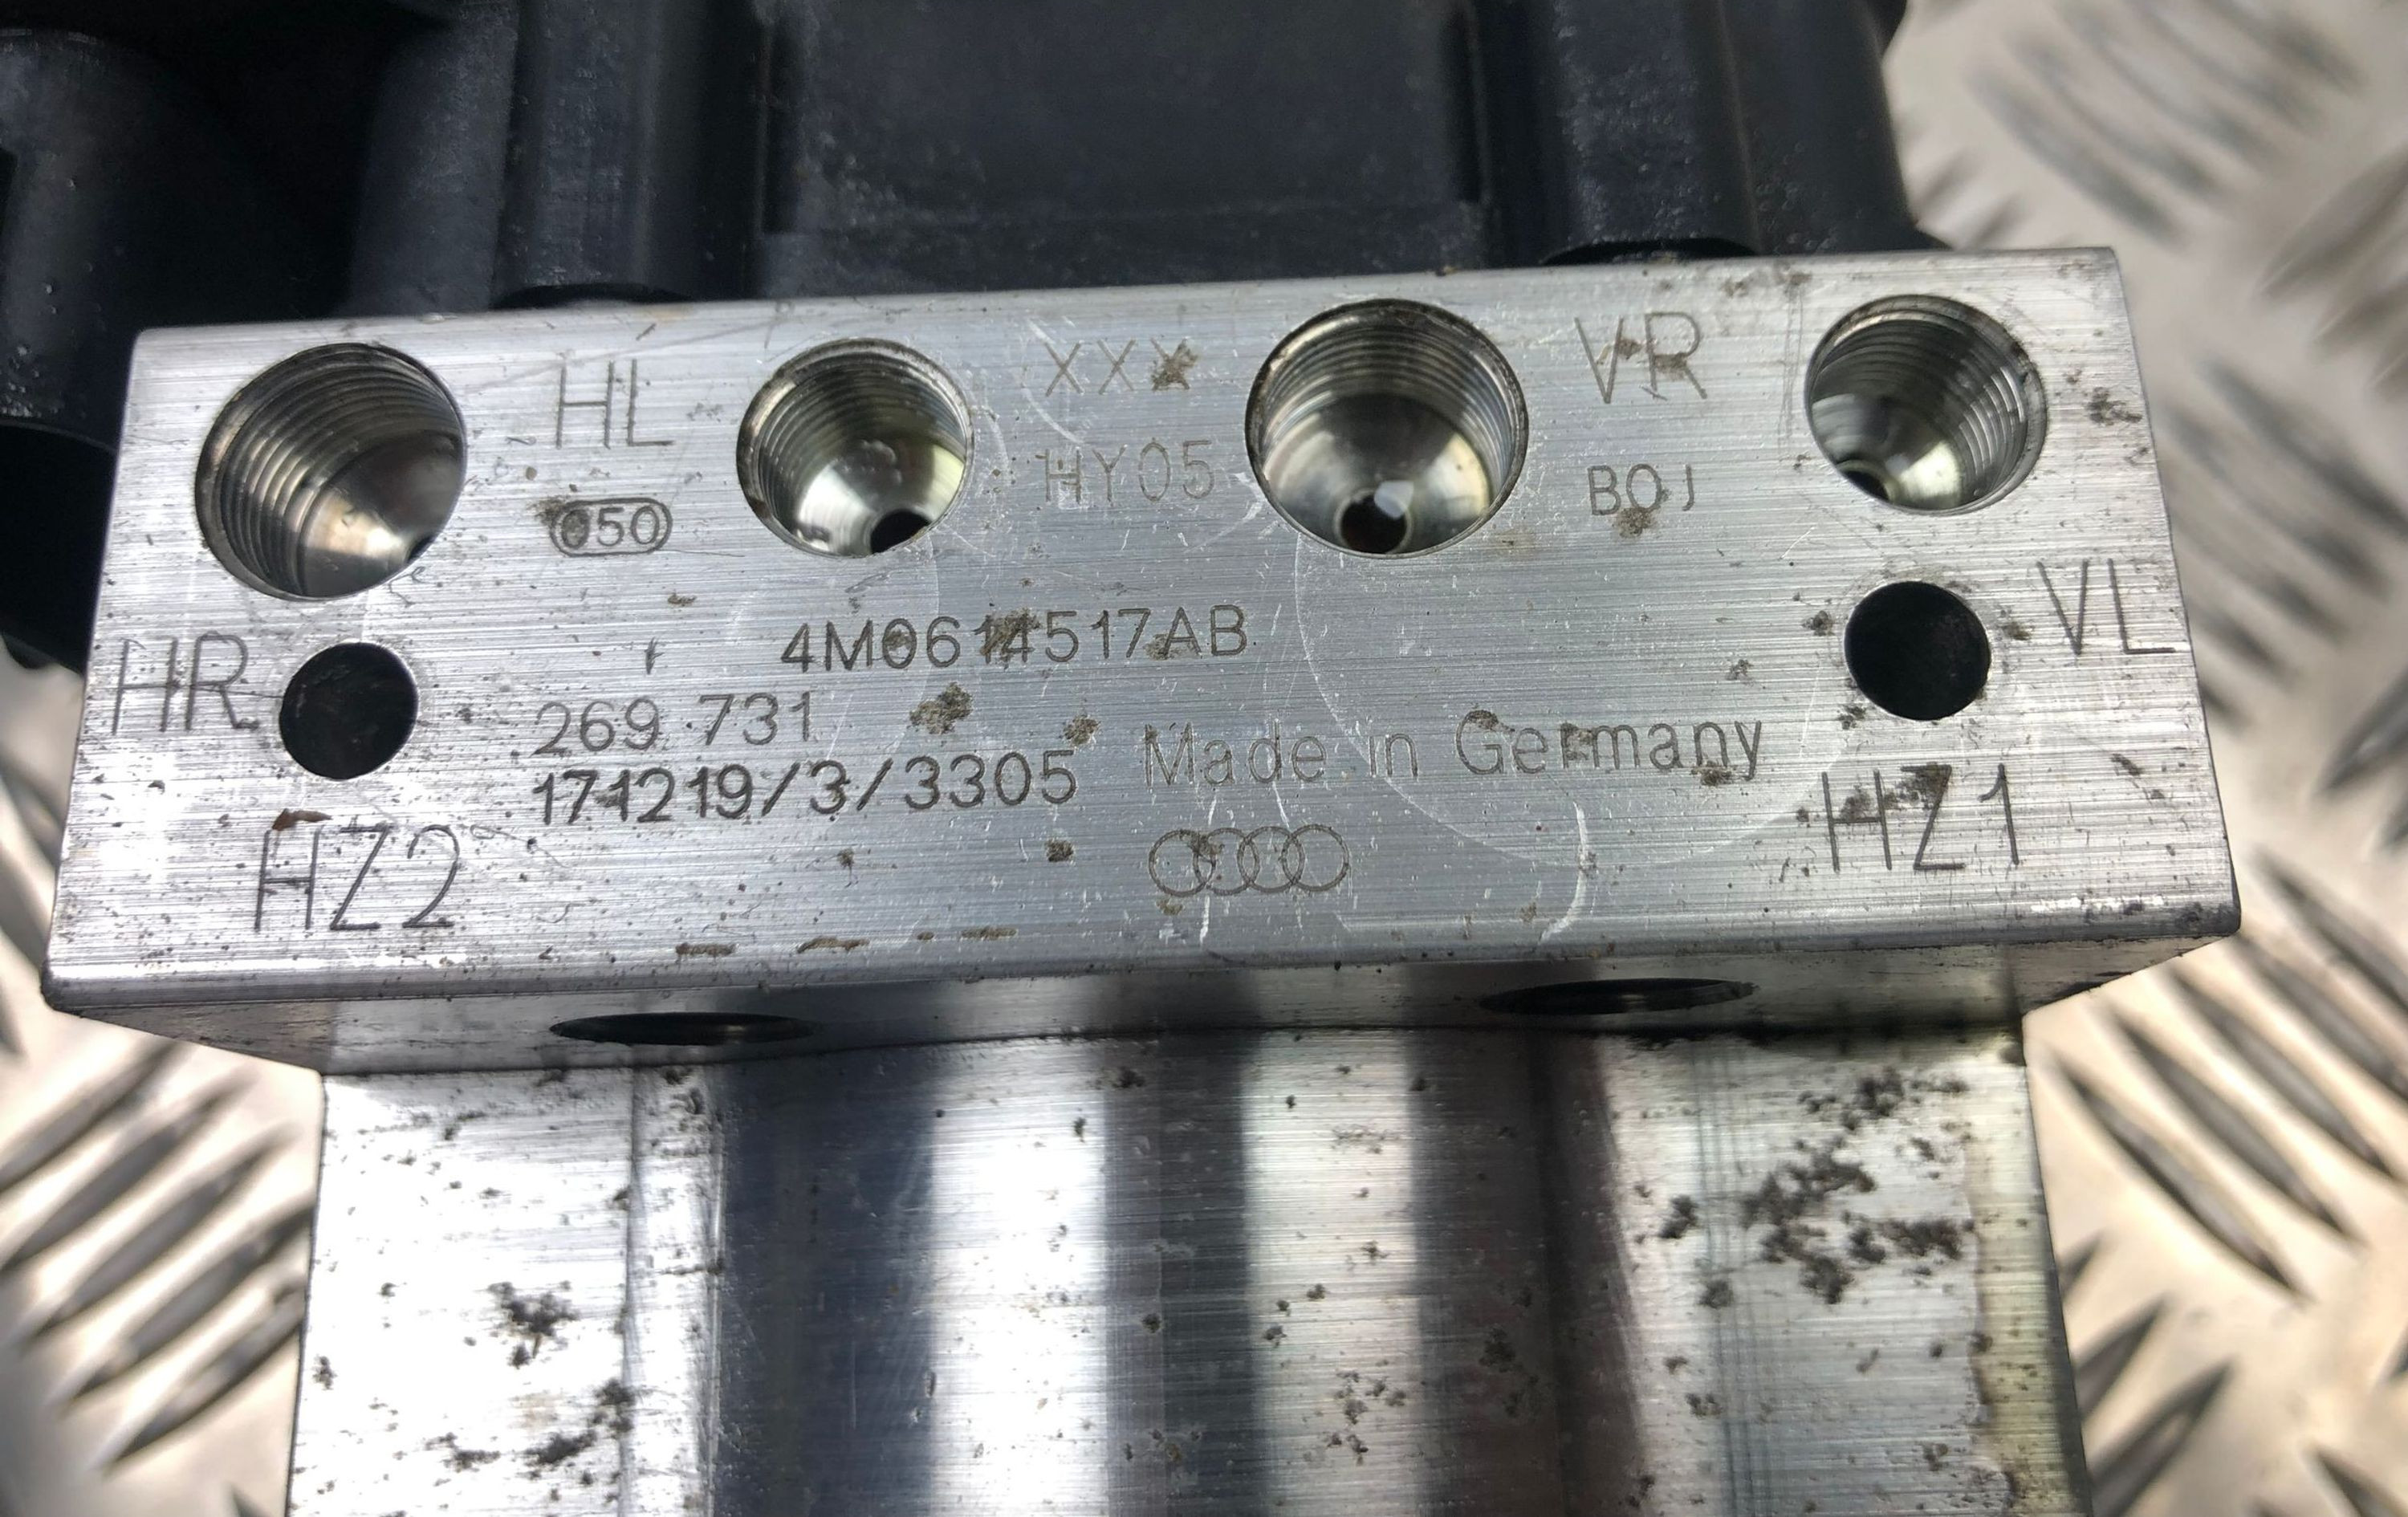 HL
XXX
VR
HY05
BOJ
050
4M0614517AB
VL
HR
269 731
171219/3/3305
Made in Germany
HZ2
HZ1